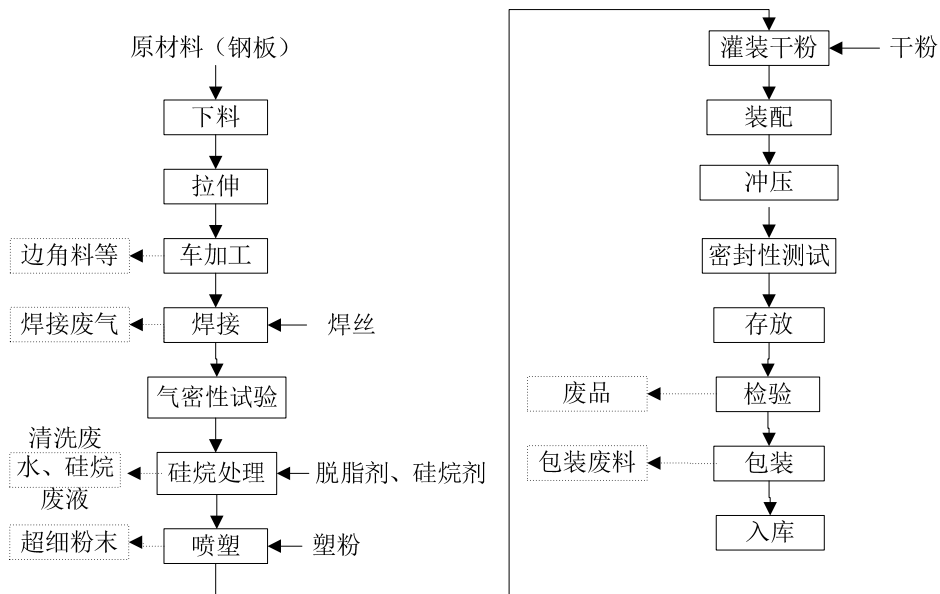 原材料（钢板）
下料
拉伸
边角料等
车加工
焊接废气
焊接
焊丝
气密性试验
清洗废
水、硅烷
废液
硅烷处理
脱脂剂、硅烷剂
超细粉末
喷塑
塑粉
灌装干粉
干粉
装配
冲压
密封性测试
存放
废品
检验
包装废料
包装
入库